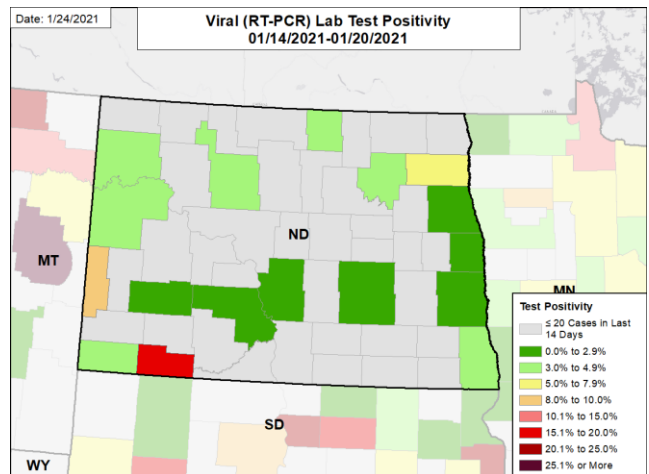 Date: 1/24/2021
Viral (RT-PCR) Lab Test Positivity
01/14/2021-01/20/2021
ND
MT
MN
SD
WY
Test Positivity
≤ 20 Cases in Last
14 Days
0.0% to 2.9%
3.0% to 4.9%
5.0% to 7.9%
8.0% to 10.0%
10.1% to 15.0%
15.1% to 20.0%
20.1% to 25.0%
25.1% or More